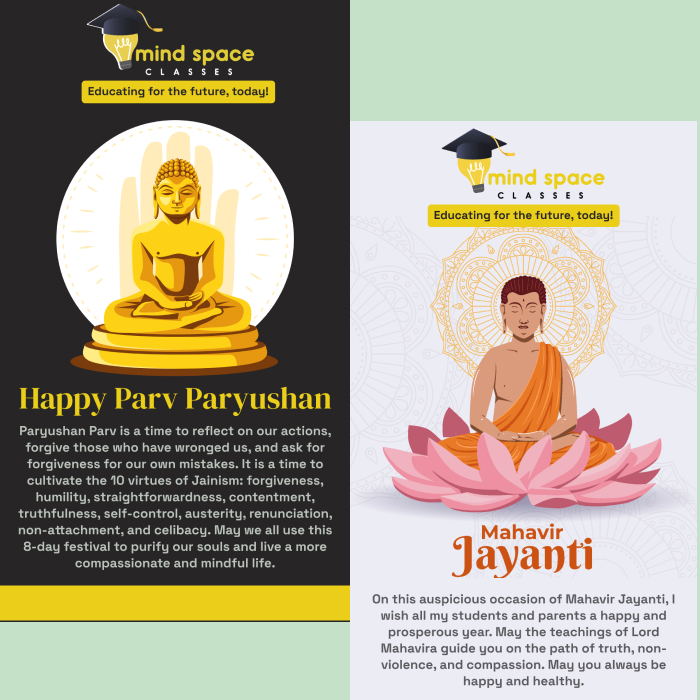 mind space
CLASSES
Educating for the future, today!
Happy Parv Paryushan
Paryushan Parv is a time to reflect on our actions,
forgive those who have wronged us, and ask for
forgiveness for our own mistakes. It is a time to
cultivate the 10 virtues of Jainism: forgiveness,
humility, straightforwardness, contentment,
truthfulness, self-control, austerity, renunciation,
non-attachment, and celibacy. May we all use this
8-day festival to purify our souls and live a more
compassionate and mindful life.
mind space
CLASSES
Educating for the future, today!
Mahavir
Jayanti
On this auspicious occasion of Mahavir Jayanti, I
wish all my students and parents a happy and
prosperous year. May the teachings of Lord
Mahavira guide you on the path of truth, non-
violence, and compassion. May you always be
happy and healthy.